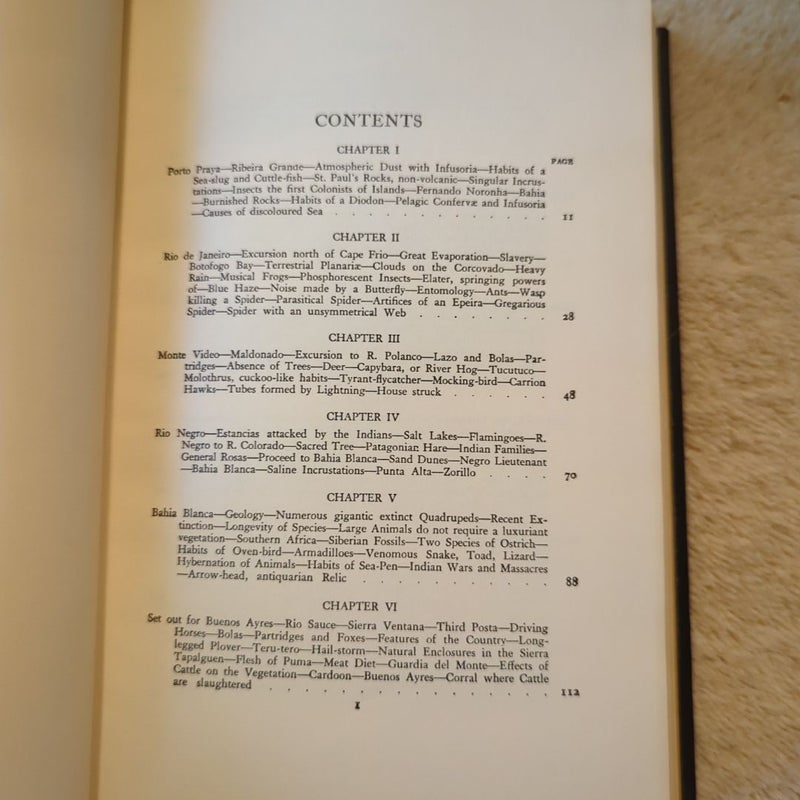 CONTENTS
CHAPTER I
PAGE
Porto Praya—Ribeira Grande—Atmospheric Dust with Infusoria—Habits of a
Sea-slug and Cuttle-fish—St. Paul's Rocks, non-volcanic—Singular Incrus-
tations—Insects the first Colonists of Islands—Fernando Noronha—Bahia
—Burnished Rocks—Habits of a Diodon—Pelagic Confervæ and Infusoria
—Causes of discoloured Sea . . . . . . . . . . . . 11
CHAPTER II
Rio de Janeiro—Excursion north of Cape Frio—Great Evaporation—Slavery—
Botofogo Bay—Terrestrial Planariæ—Clouds on the Corcovado—Heavy
Rain—Musical Frogs—Phosphorescent Insects—Elater, springing powers
of—Blue Haze—Noise made by a Butterfly—Entomology—Ants—Wasp
killing a Spider—Parasitical Spider—Artifices of an Epeira—Gregarious
Spider—Spider with an unsymmetrical Web . . . . . . . . 28
CHAPTER III
Monte Video—Maldonado—Excursion to R. Polanco—Lazo and Bolas—Par-
tridges—Absence of Trees—Deer—Capybara, or River Hog—Tucutuco—
Molothrus, cuckoo-like habits—Tyrant-flycatcher—Mocking-bird—Carrion
Hawks—Tubes formed by Lightning—House struck . . . . . . 48
CHAPTER IV
Rio Negro—Estancias attacked by the Indians—Salt Lakes—Flamingoes—R.
Negro to R. Colorado—Sacred Tree—Patagonian Hare—Indian Families—
General Rosas—Proceed to Bahia Blanca—Sand Dunes—Negro Lieutenant
—Bahia Blanca—Saline Incrustations—Punta Alta—Zorillo . . . . 70
CHAPTER V
Bahia Blanca—Geology—Numerous gigantic extinct Quadrupeds—Recent Ex-
tinction—Longevity of Species—Large Animals do not require a luxuriant
vegetation—Southern Africa—Siberian Fossils—Two Species of Ostrich—
Habits of Oven-bird—Armadilloes—Venomous Snake, Toad, Lizard—
Hybernation of Animals—Habits of Sea-Pen—Indian Wars and Massacres
—Arrow-head, antiquarian Relic . . . . . . . . . . . 88
CHAPTER VI
Set out for Buenos Ayres—Rio Sauce—Sierra Ventana—Third Posta—Driving
Horses—Bolas—Partridges and Foxes—Features of the Country—Long-
legged Plover—Teru-tero—Hail-storm—Natural Enclosures in the Sierra
Tapalguen—Flesh of Puma—Meat Diet—Guardia del Monte—Effects of
Cattle on the Vegetation—Cardoon—Buenos Ayres—Corral where Cattle
are slaughtered . . . . . . . . . . . . . . . 112
1